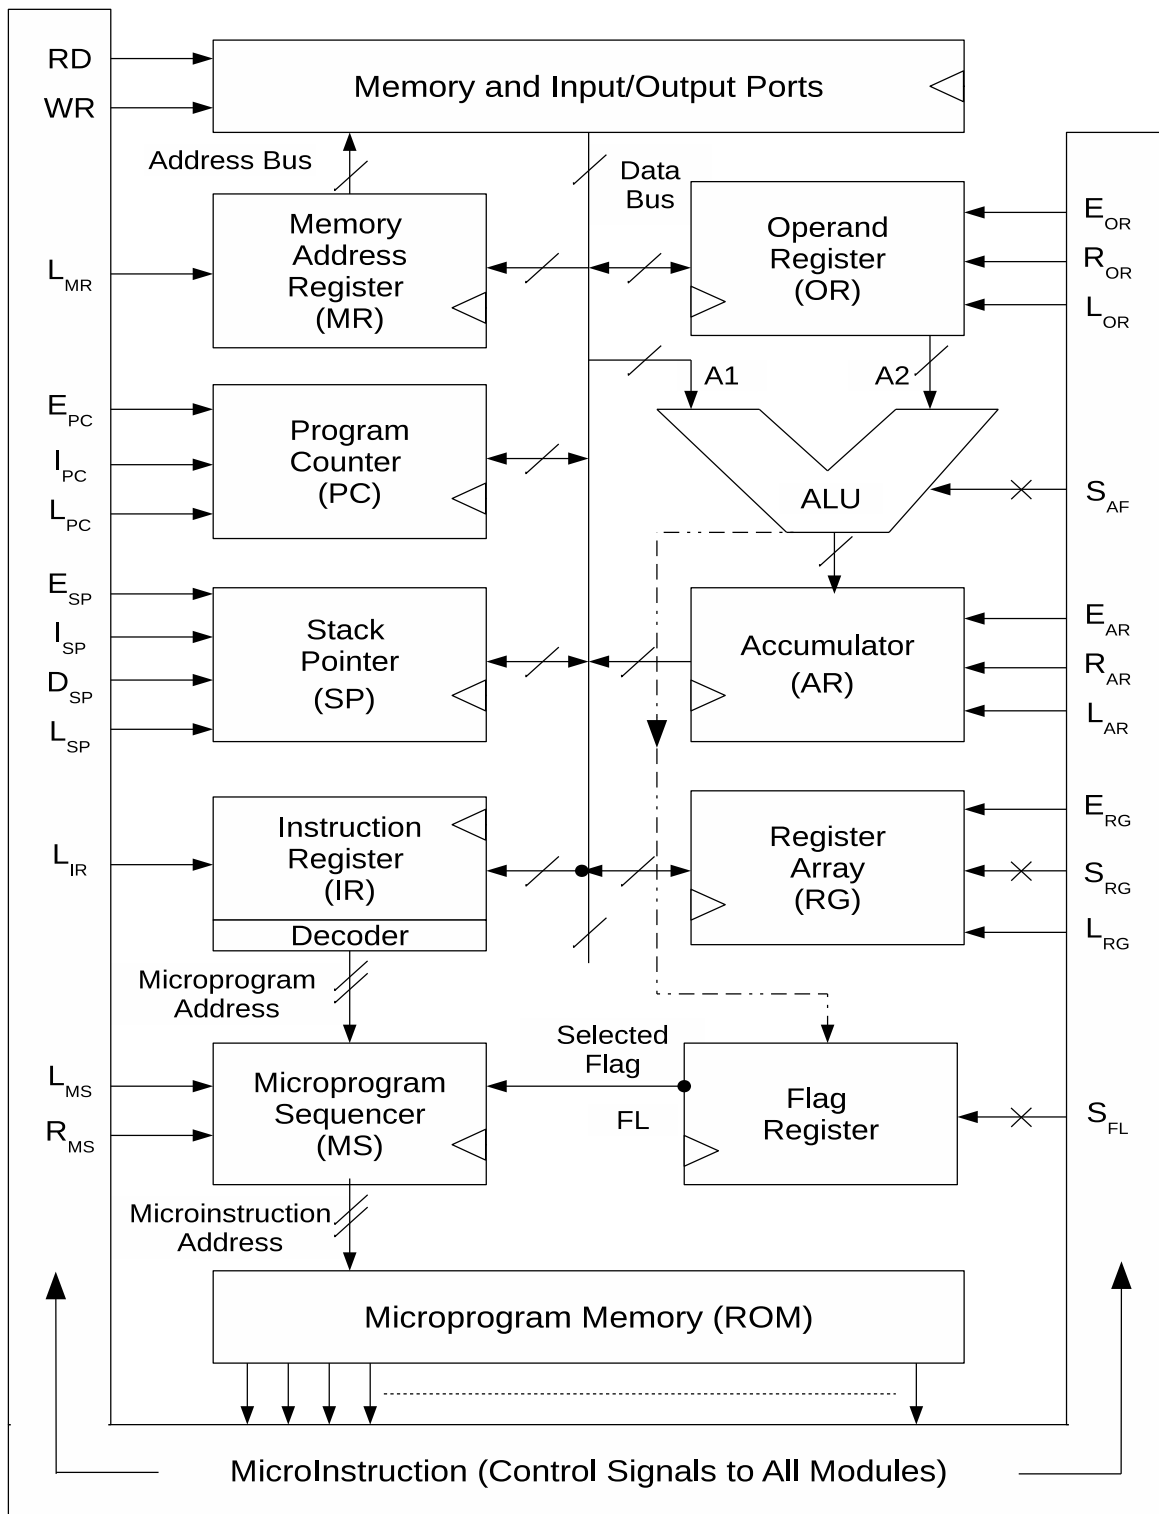 RD
WR
Memory and Input/Output Ports
Address Bus
Data
Bus
Memory
Address
Register
(MR)
L_MR
Operand
Register
(OR)
E_OR
R_OR
L_OR
A1
A2
E_PC
I_PC
L_PC
Program
Counter
(PC)
ALU
S_AF
E_SP
I_SP
D_SP
L_SP
Stack
Pointer
(SP)
Accumulator
(AR)
E_AR
R_AR
L_AR
L_IR
Instruction
Register
(IR)
Decoder
Register
Array
(RG)
E_RG
S_RG
L_RG
Microprogram
Address
Selected
Flag
FL
L_MS
R_MS
Microprogram
Sequencer
(MS)
Flag
Register
S_FL
Microinstruction
Address
Microprogram Memory (ROM)
MicroInstruction (Control Signals to All Modules)